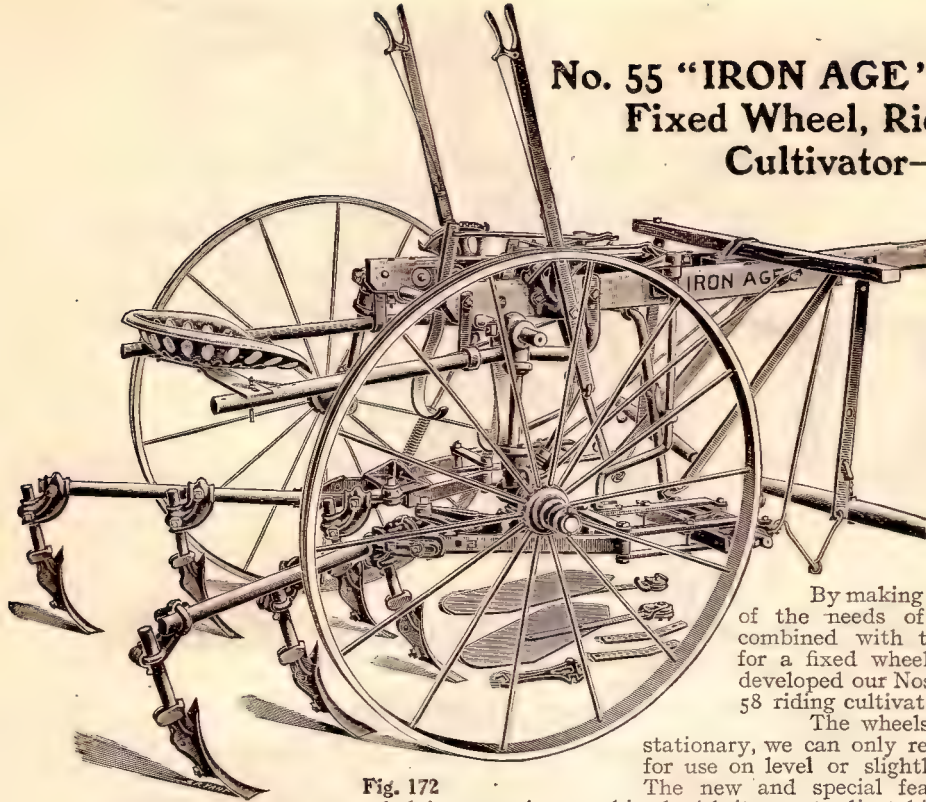 No. 55 “IRON AGE”
Fixed Wheel, Ri
Cultivator—
IRON AGE
By making
of the needs of
combined with t
for a fixed wheel
developed our Nos
58 riding cultivat
The wheels
stationary, we can only re
for use on level or slightl
The new and special fea
Fig. 172